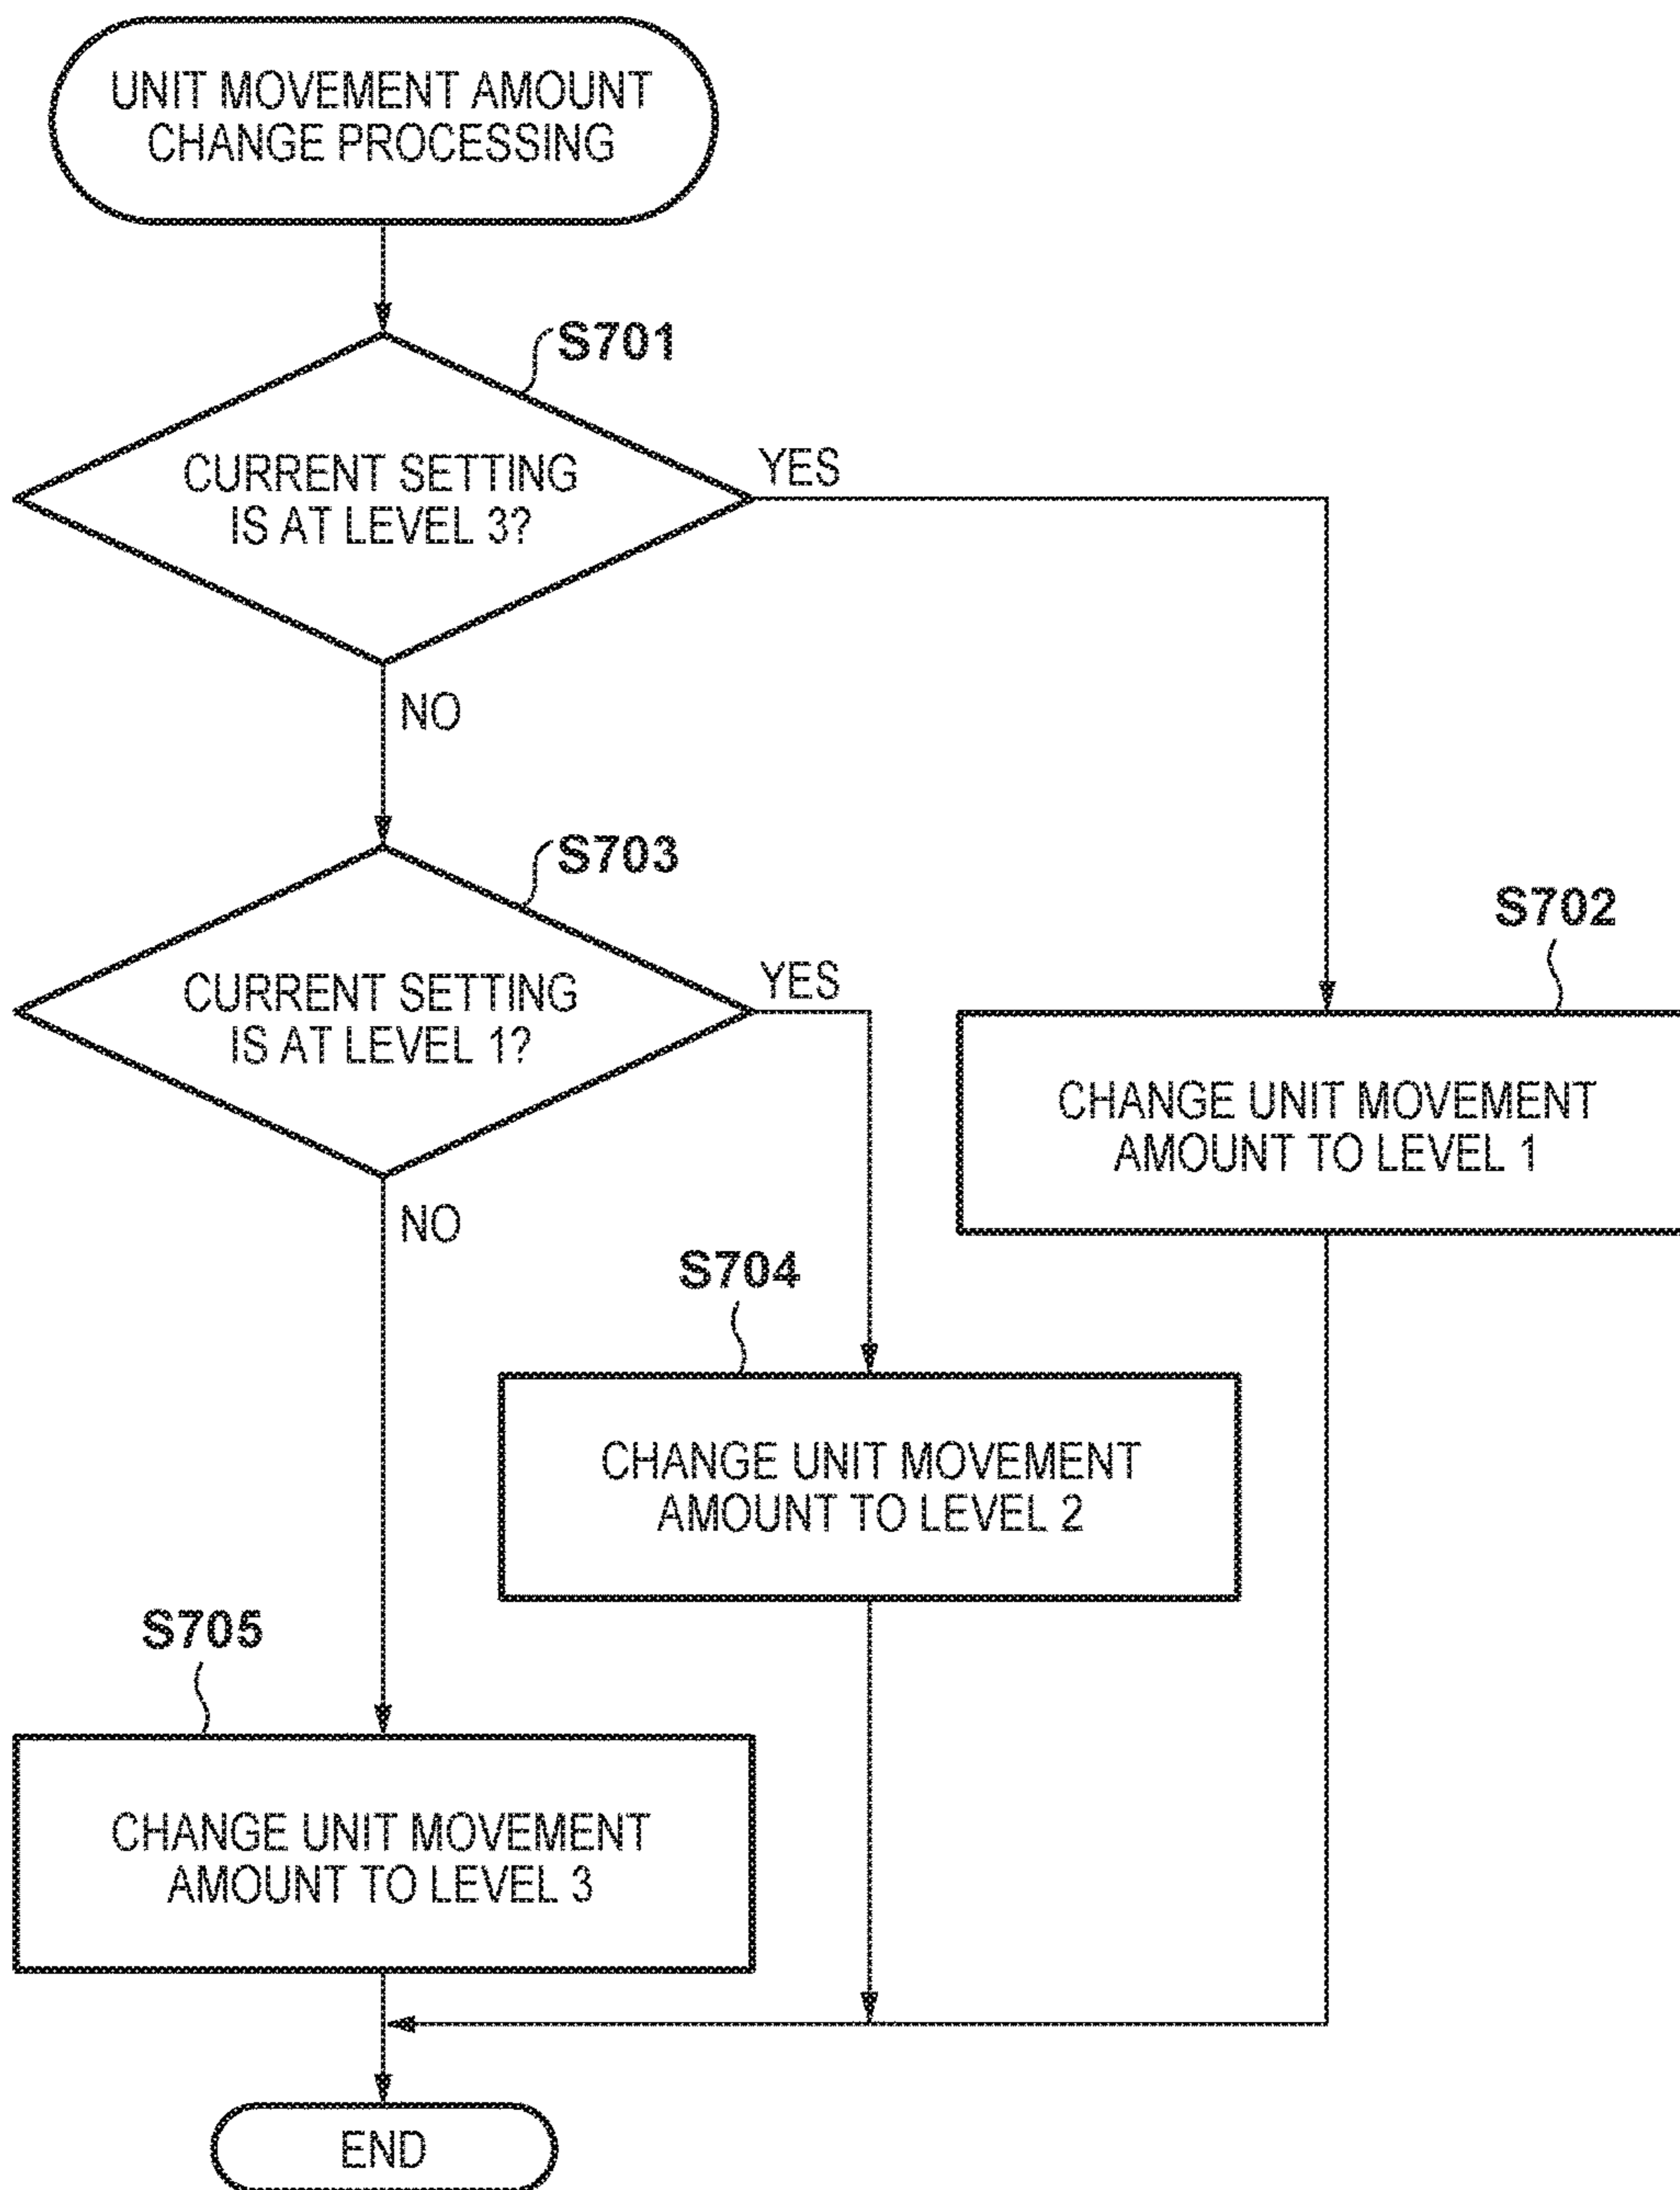 UNIT MOVEMENT AMOUNT
CHANGE PROCESSING
S701
CURRENT SETTING
IS AT LEVEL 3?
YES
NO
S703
CURRENT SETTING
IS AT LEVEL 1?
YES
NO
S702
CHANGE UNIT MOVEMENT
AMOUNT TO LEVEL 1
S704
CHANGE UNIT MOVEMENT
AMOUNT TO LEVEL 2
S705
CHANGE UNIT MOVEMENT
AMOUNT TO LEVEL 3
END